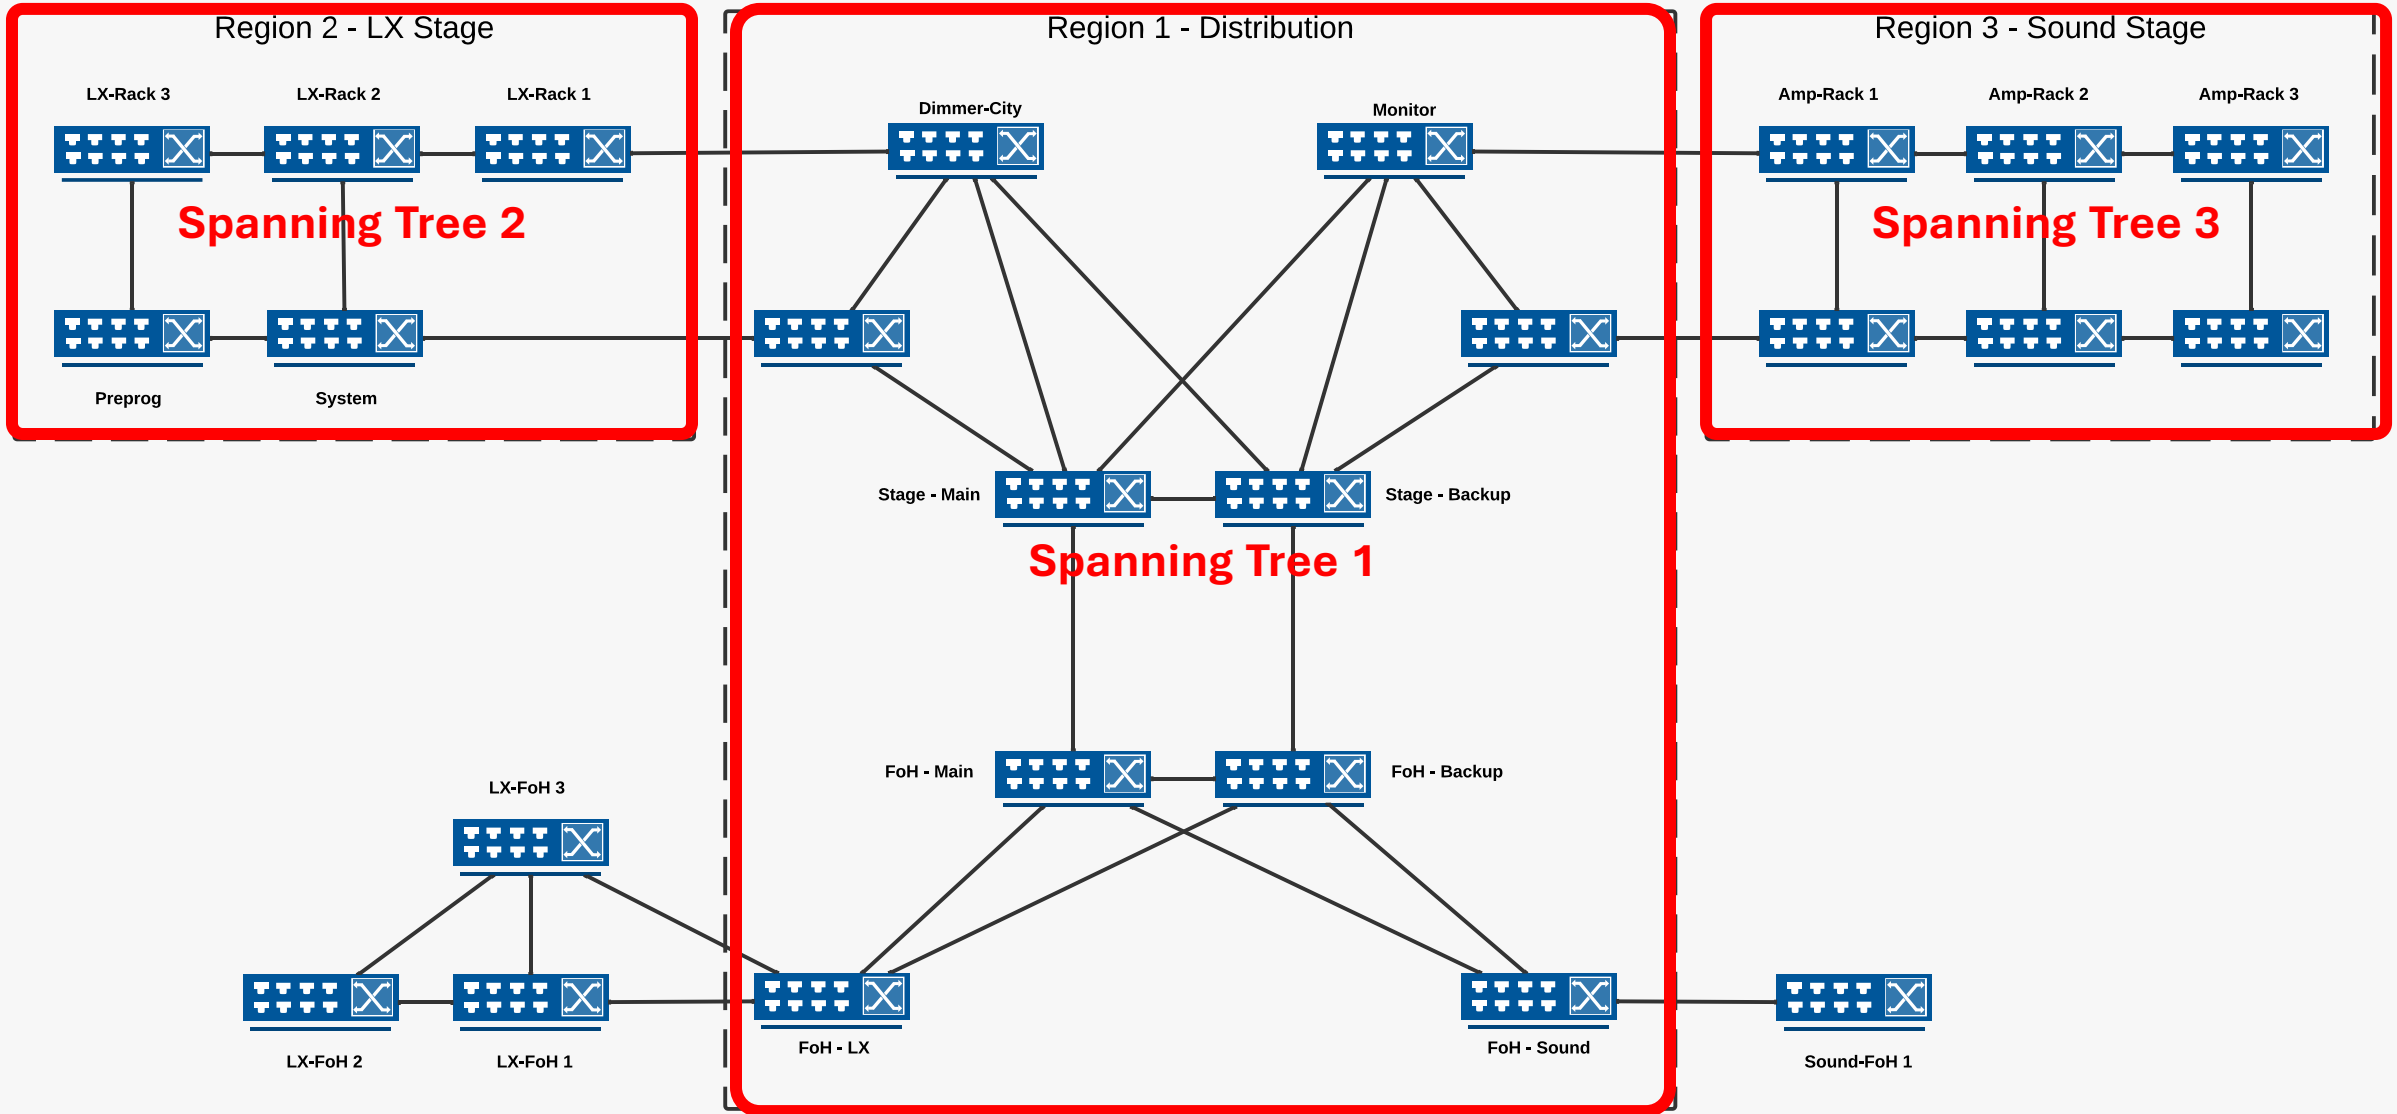 Region 2 - LX Stage
Region 1 - Distribution
Region 3 - Sound Stage
LX-Rack 3
LX-Rack 2
LX-Rack 1
Dimmer-City
Monitor
Amp-Rack 1
Amp-Rack 2
Amp-Rack 3
Spanning Tree 2
Spanning Tree 3
Preprog
System
Stage - Main
Stage - Backup
Spanning Tree 1
FoH - Main
FoH - Backup
LX-FoH 3
LX-FoH 2
LX-FoH 1
FoH - LX
FoH - Sound
Sound-FoH 1